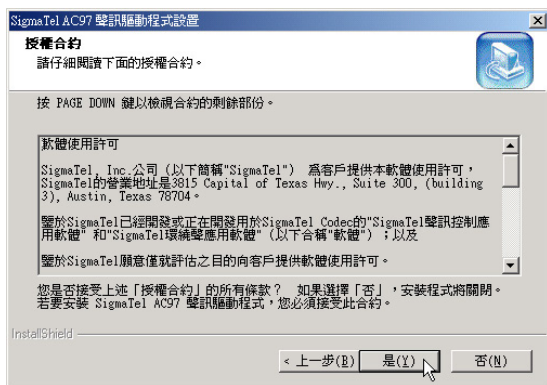 SigmaTel AC97 聲訊驅動程式設置
授權合約
請仔細閱讀下面的授權合約。
按 PAGE DOWN 鍵以檢視合約的剩餘部份。
軟體使用許可
SigmaTel, Inc.公司 (以下簡稱"SigmaTel") 爲客戶提供本軟體使用許可，
SigmaTel的營業地址是3815 Capital of Texas Hwy., Suite 300, (building
3), Austin, Texas 78704。
鑒於SigmaTel已經開發或正在開發用於SigmaTel Codec的"SigmaTel聲訊控制應
用軟體" 和"SigmaTel環繞聲應用軟體" (以下合稱"軟體")；以及
鑒於SigmaTel願意僅就評估之目的向客戶提供軟體使用許可。
您是否接受上述「授權合約」的所有條款？ 如果選擇「否」，安裝程式將關閉。
若要安裝 SigmaTel AC97 聲訊驅動程式，您必須接受此合約。
InstallShield
< 上一步(B)
是(Y)
否(N)